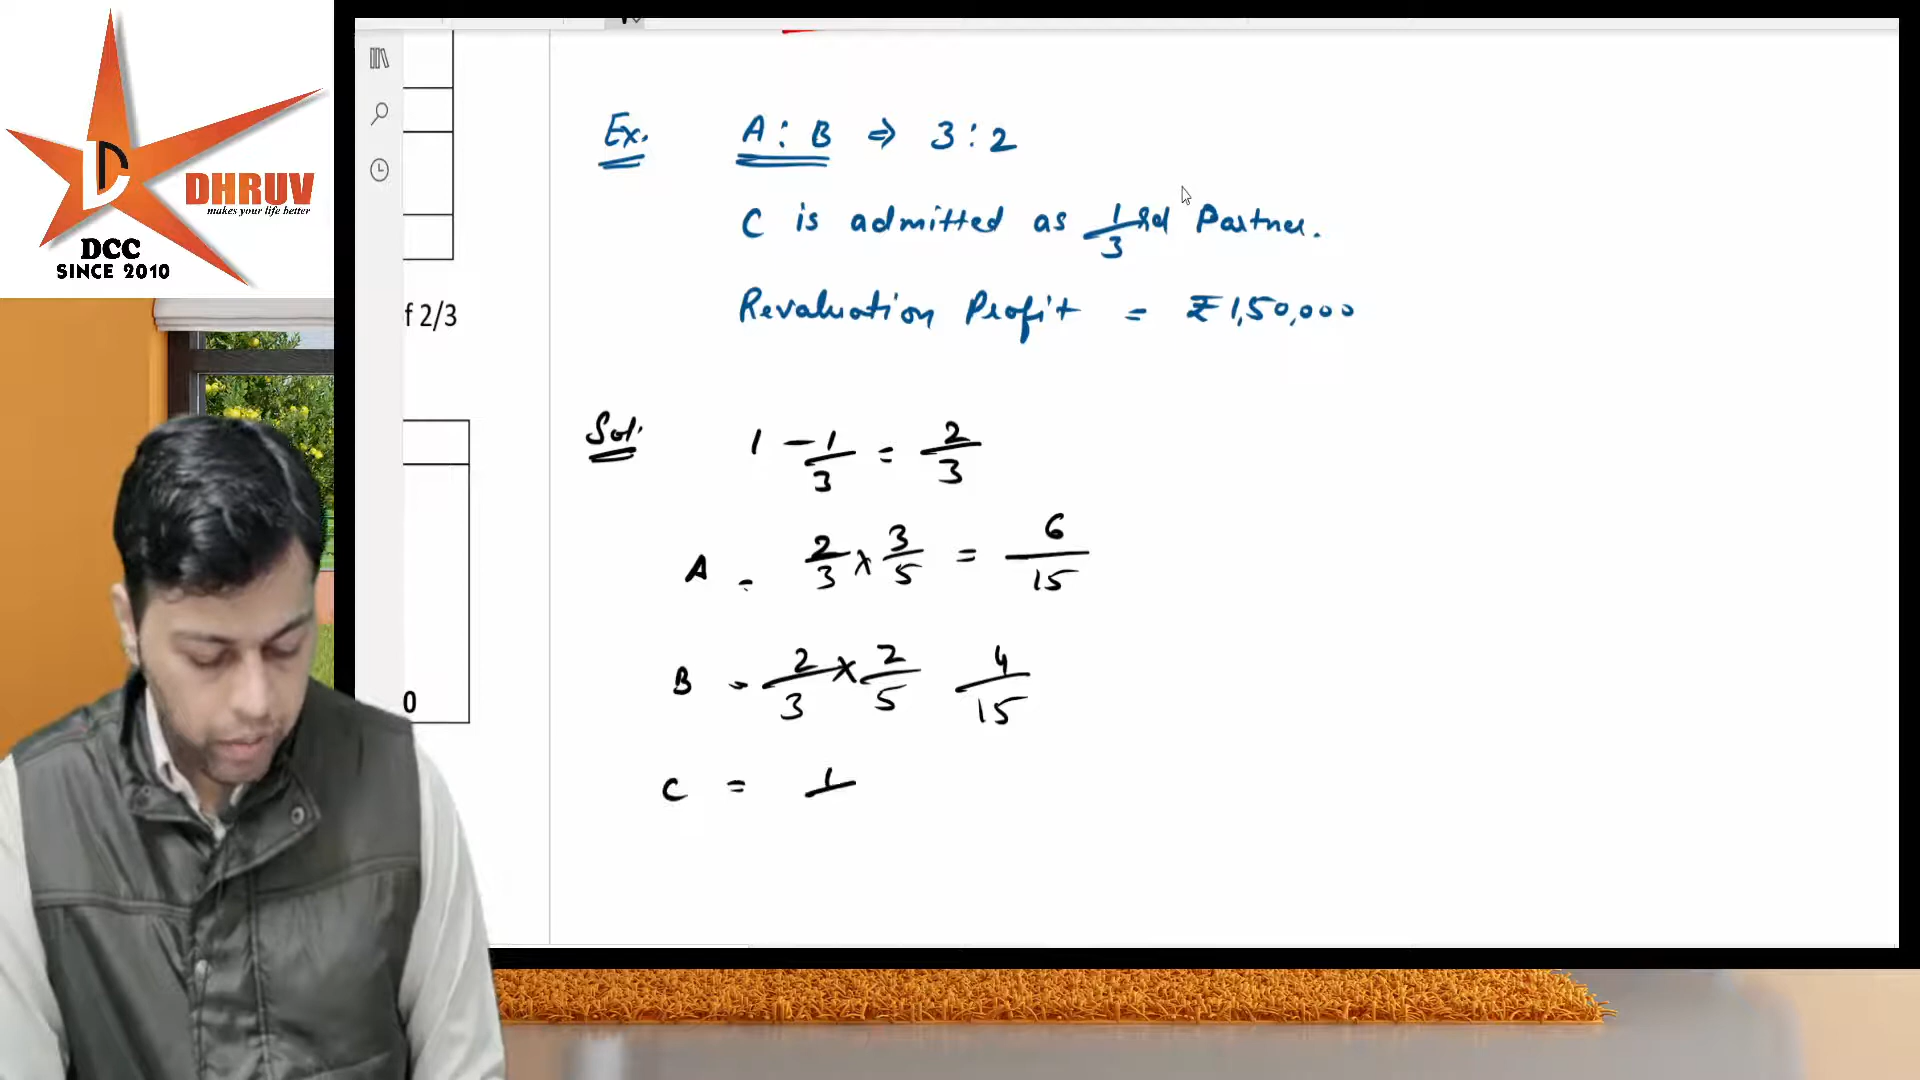 DHRUV
makes your life better
DCC
SINCE 2010
f 2/3
0
Ex. A : B ⇒ 3 : 2
C is admitted as 1/3 rd Partner.
Revaluation Profit = ₹1,50,000
Sol. 1 - 1/3 = 2/3
A = 2/3 × 3/5 = 6/15
B = 2/3 × 2/5 4/15
C = 1